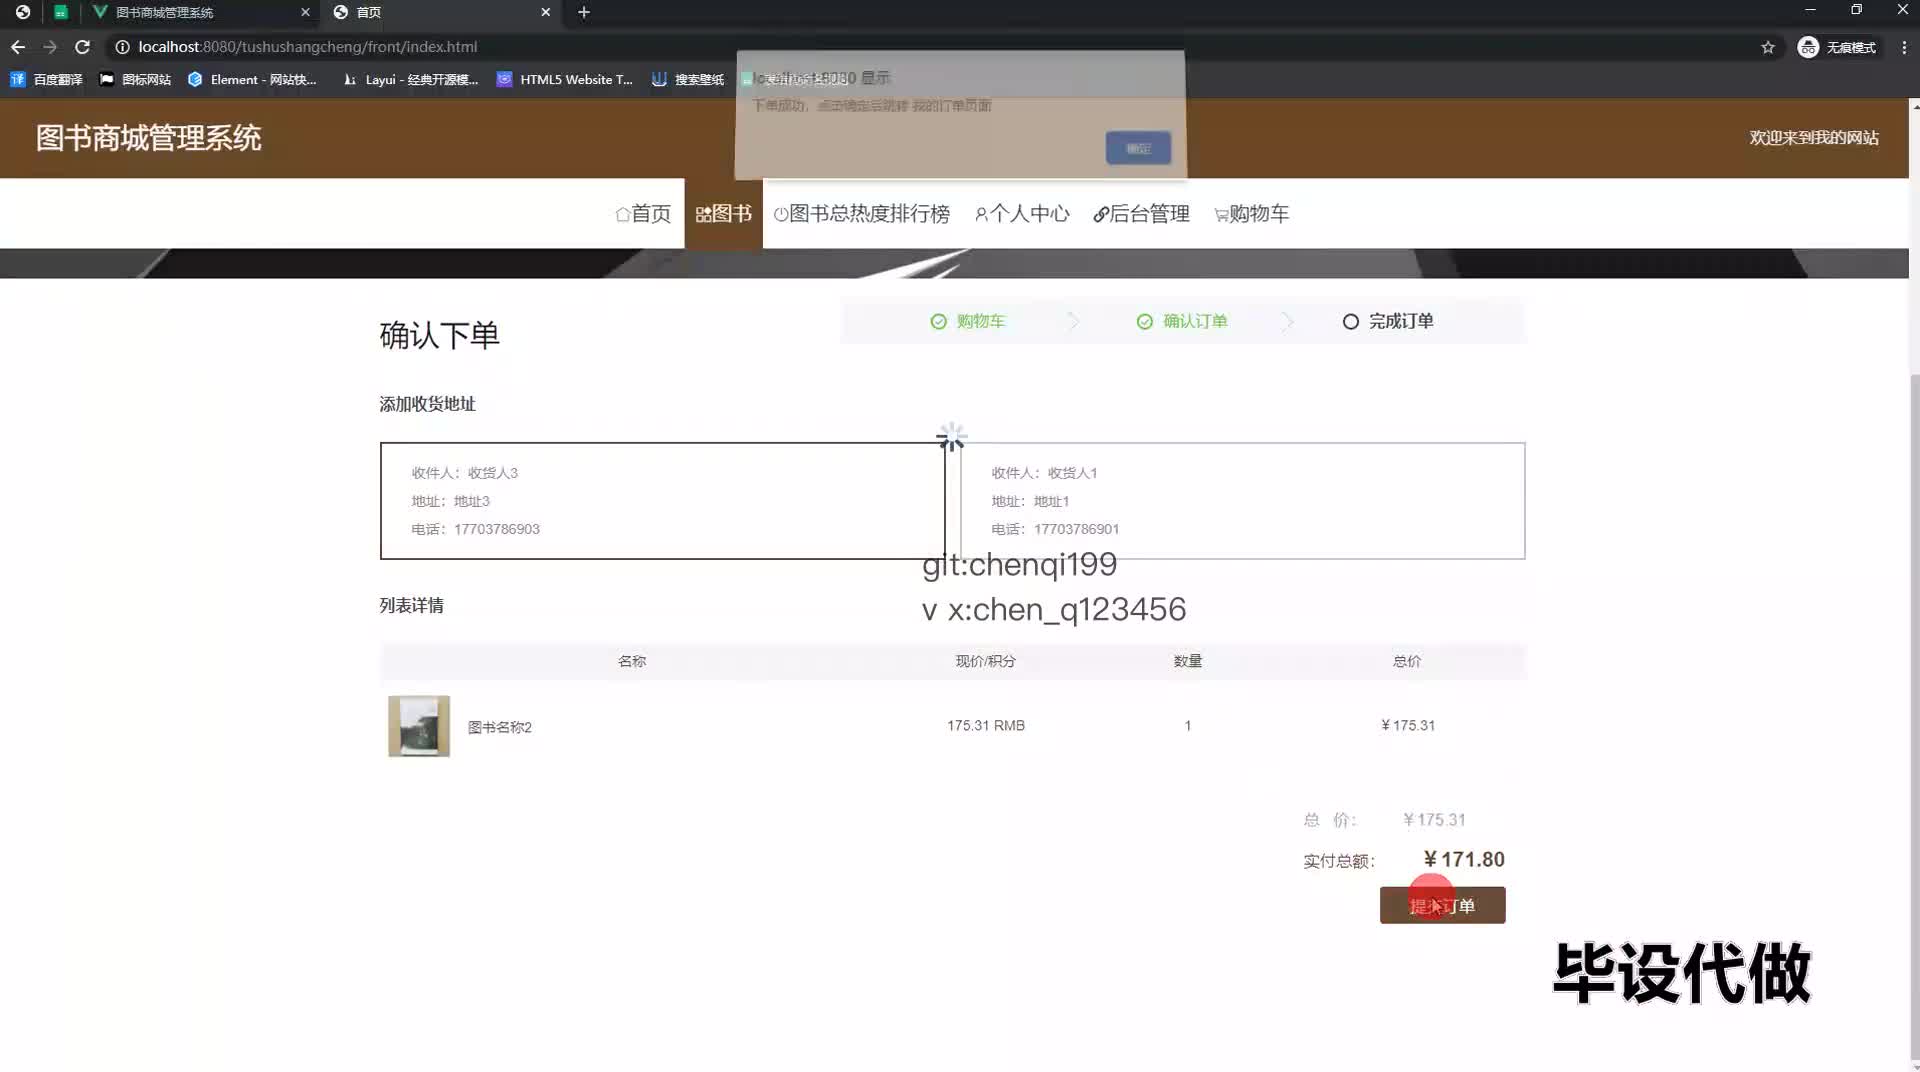 图书商城管理系统
首页
localhost:8080/tushushangcheng/front/index.html
无痕模式
百度翻译
图标网站
Element - 网站快...
Layui - 经典开源模...
HTML5 Website T...
搜索壁纸
localhost:8080 显示
下单成功，点击确定后跳转 我的订单页面
确定
图书商城管理系统
欢迎来到我的网站
首页
图书
图书总热度排行榜
个人中心
后台管理
购物车
确认下单
购物车
确认订单
完成订单
添加收货地址
收件人：收货人3
地址：地址3
电话：17703786903
收件人：收货人1
地址：地址1
电话：17703786901
git:chenqi199
v x:chen_q123456
列表详情
名称 现价/积分 数量 总价
图书名称2 175.31 RMB 1 ¥ 175.31
总 价： ¥ 175.31
实付总额： ¥ 171.80
提交订单
毕设代做